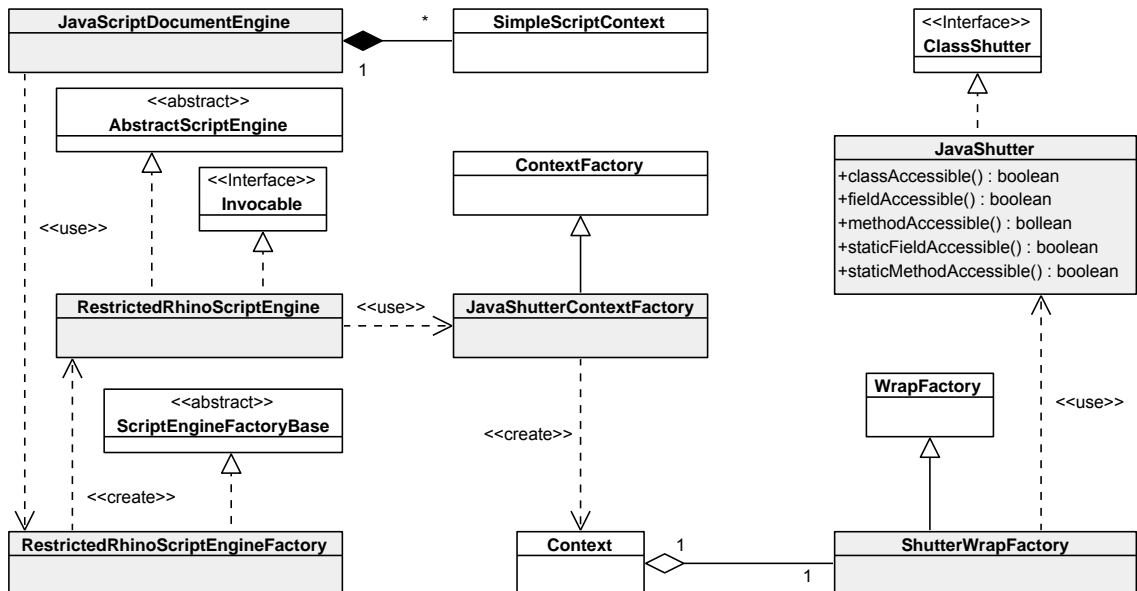 JavaScriptDocumentEngine
1
*
SimpleScriptContext
<<Interface>>
ClassShutter
<<abstract>>
AbstractScriptEngine
<<Interface>>
Invocable
ContextFactory
JavaShutter
+classAccessible() : boolean
+fieldAccessible() : boolean
+methodAccessible() : bollean
+staticFieldAccessible() : boolean
+staticMethodAccessible() : boolean
<<use>>
RestrictedRhinoScriptEngine
<<use>>
JavaShutterContextFactory
<<abstract>>
ScriptEngineFactoryBase
WrapFactory
<<use>>
<<create>>
<<create>>
RestrictedRhinoScriptEngineFactory
Context
1
1
ShutterWrapFactory